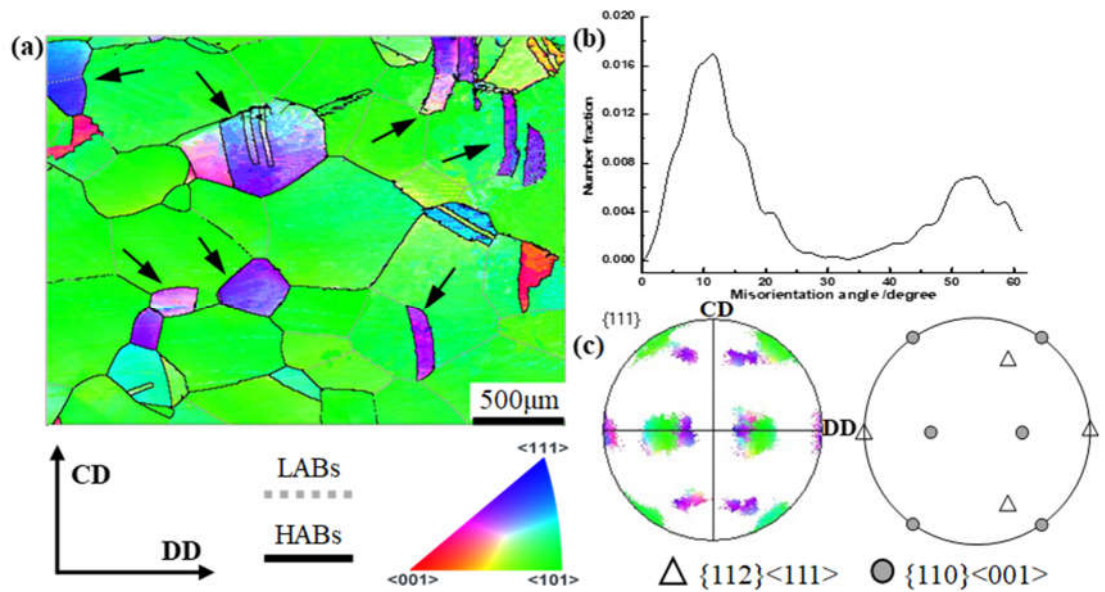 (a)
500μm
CD
DD
LABs
HABs
<111>
<001>
<101>
(b)
0.020
0.016
0.012
0.008
0.004
0.000
Number fraction
0 10 20 30 40 50 60
Misorientation angle /degree
(c)
{111}
CD
DD
{112}<111>
{110}<001>